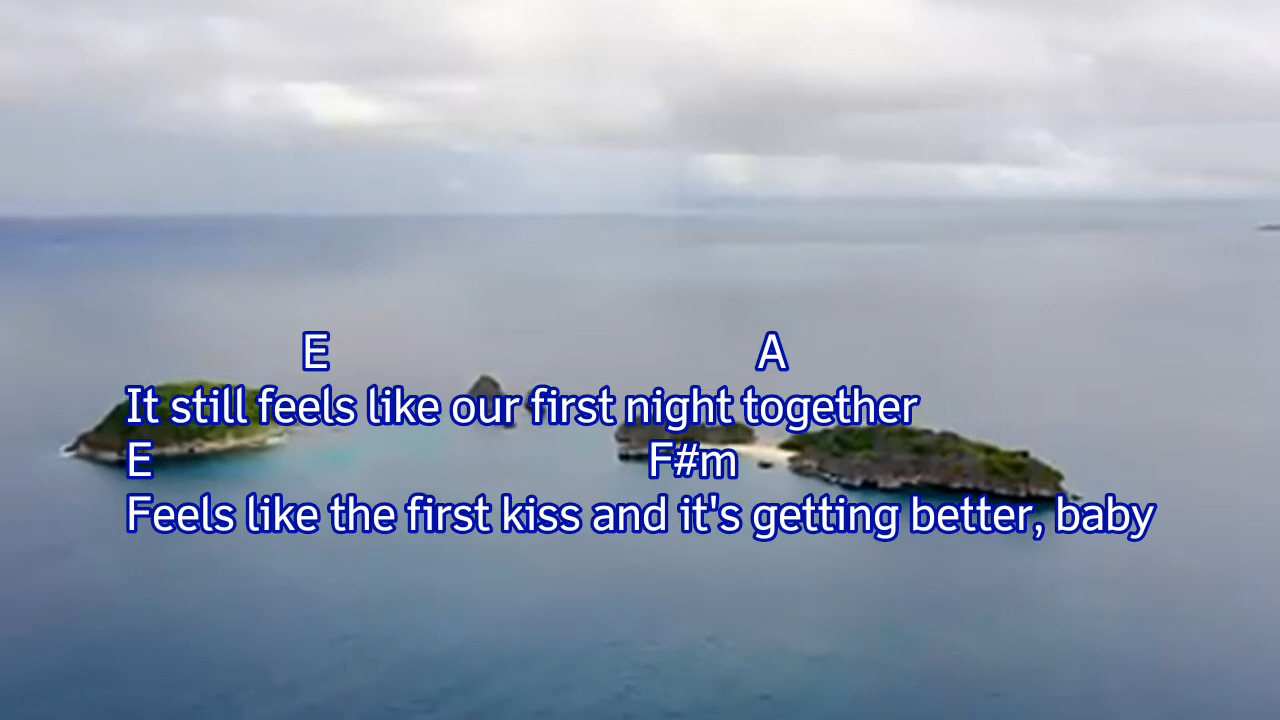 E A
It still feels like our first night together
E F#m
Feels like the first kiss and it's getting better, baby